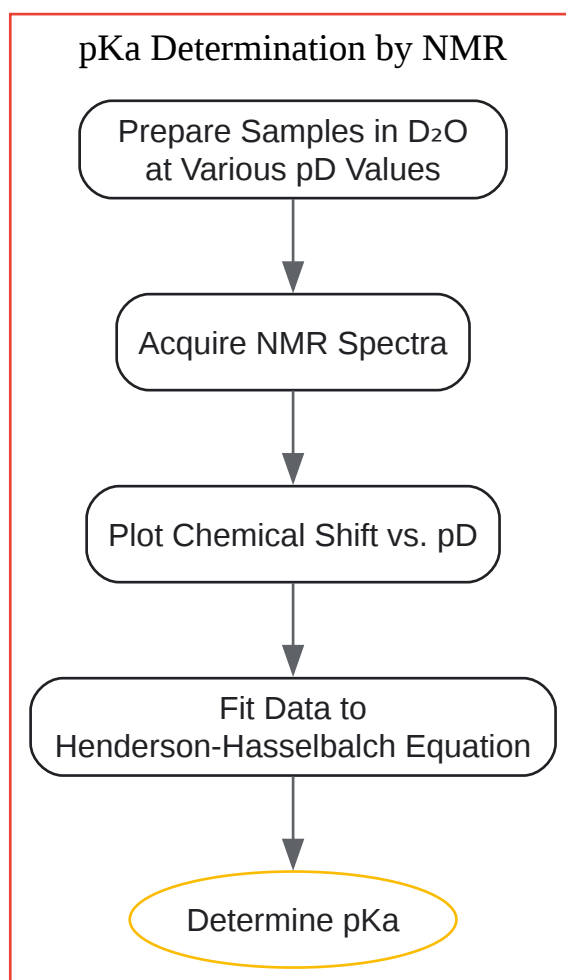 pKa Determination by NMR
Prepare Samples in D₂O
at Various pD Values
Acquire NMR Spectra
Plot Chemical Shift vs. pD
Fit Data to
Henderson-Hasselbalch Equation
Determine pKa